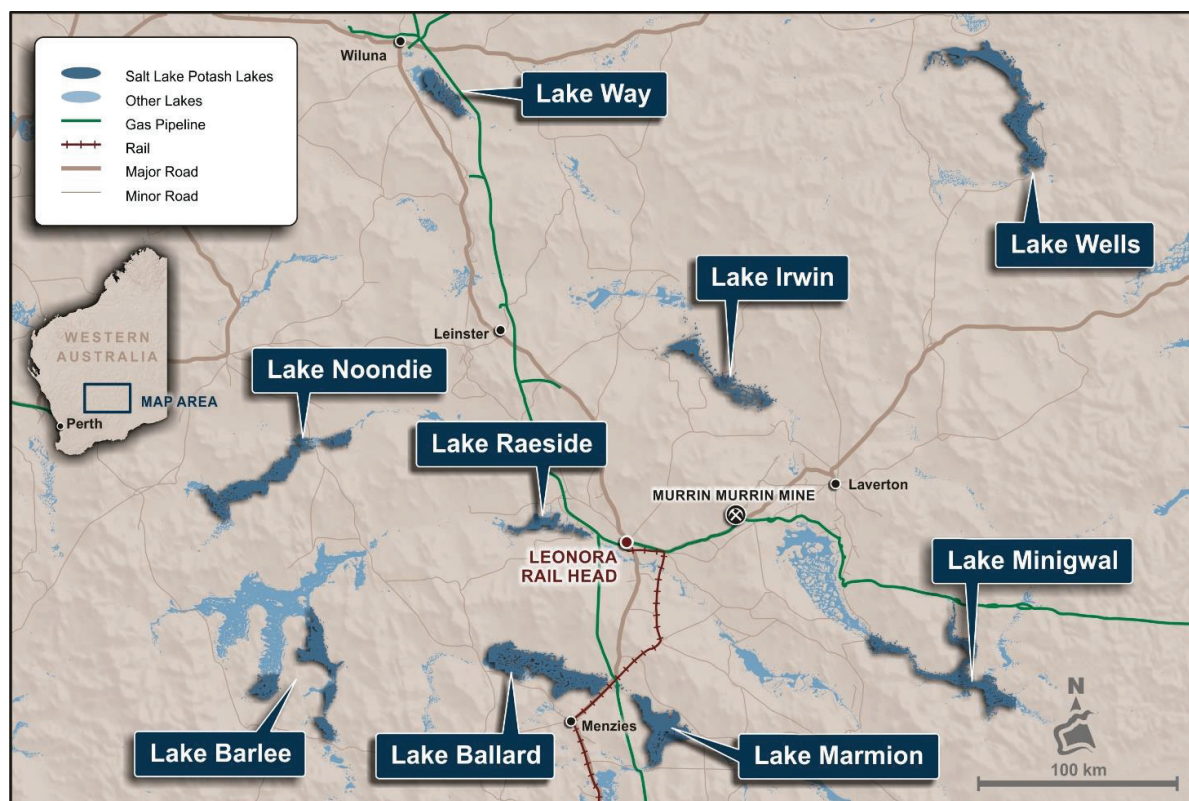 Salt Lake Potash Lakes
Other Lakes
Gas Pipeline
Rail
Major Road
Minor Road
Wiluna
Lake Way
Lake Wells
Lake Irwin
Leinster
WESTERN
AUSTRALIA
MAP AREA
Perth
Lake Noondie
Lake Raeside
MURRIN MURRIN MINE
Laverton
LEONORA
RAIL HEAD
Lake Minigwal
Lake Barlee
Lake Ballard
Menzies
Lake Marmion
N
100 km